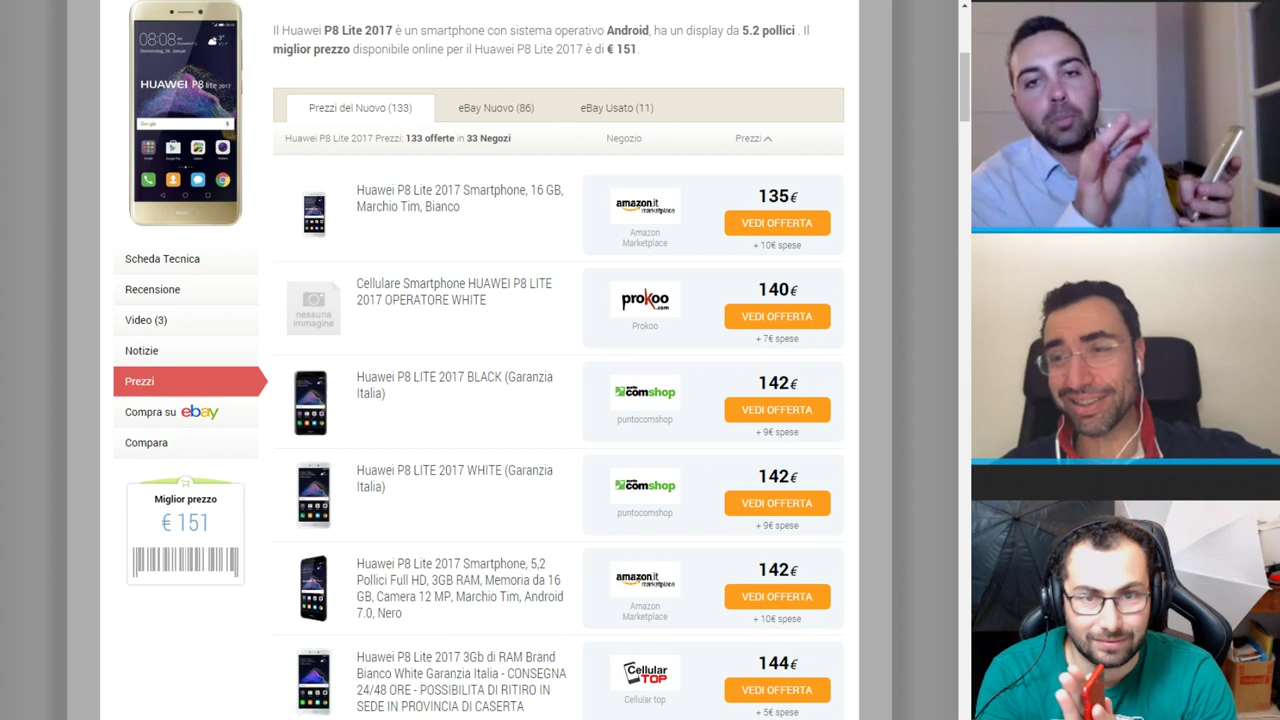 Il Huawei P8 Lite 2017 è un smartphone con sistema operativo Android, ha un display da 5.2 pollici . Il
miglior prezzo disponibile online per il Huawei P8 Lite 2017 è di € 151.
08:08
HUAWEI P8 lite 2017
Google
Prezzi del Nuovo (133)
eBay Nuovo (86)
eBay Usato (11)
Huawei P8 Lite 2017 Prezzi: 133 offerte in 33 Negozi
Negozio
Prezzi
Huawei P8 Lite 2017 Smartphone, 16 GB,
Marchio Tim, Bianco
amazon.it
marketplace
Amazon
Marketplace
135€
VEDI OFFERTA
+ 10€ spese
Scheda Tecnica
Recensione
Video (3)
Notizie
Prezzi
Compra su ebay
Compara
Miglior prezzo
€ 151
nessuna
immagine
Cellulare Smartphone HUAWEI P8 LITE
2017 OPERATORE WHITE
prokoo
.com
Prokoo
140€
VEDI OFFERTA
+ 7€ spese
Huawei P8 LITE 2017 BLACK (Garanzia
Italia)
punto
comshop
puntocomshop
142€
VEDI OFFERTA
+ 9€ spese
Huawei P8 LITE 2017 WHITE (Garanzia
Italia)
punto
comshop
puntocomshop
142€
VEDI OFFERTA
+ 9€ spese
Huawei P8 Lite 2017 Smartphone, 5,2
Pollici Full HD, 3GB RAM, Memoria da 16
GB, Camera 12 MP, Marchio Tim, Android
7.0, Nero
amazon.it
marketplace
Amazon
Marketplace
142€
VEDI OFFERTA
+ 10€ spese
Huawei P8 Lite 2017 3Gb di RAM Brand
Bianco White Garanzia Italia - CONSEGNA
24/48 ORE - POSSIBILITA DI RITIRO IN
SEDE IN PROVINCIA DI CASERTA
Cellular
TOP
Cellular top
144€
VEDI OFFERTA
+ 5€ spese